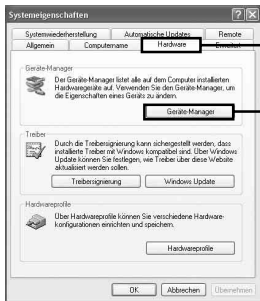 Systemeigenschaften
Systemwiederherstellung Automatische Updates Remote
Allgemein Computername Hardware Erweitert
Geräte-Manager
Der Geräte-Manager listet alle auf dem Computer installierten
Hardwaregeräte auf. Verwenden Sie den Geräte-Manager, um
die Eigenschaften eines Geräts zu ändern.
Geräte-Manager
Treiber
Durch die Treibersignierung kann sichergestellt werden, dass
installierte Treiber mit Windows kompatibel sind. Über Windows
Update können Sie festlegen, wie Treiber über diese Website
aktualisiert werden sollen.
Treibersignierung Windows Update
Hardwareprofile
Über Hardwareprofile können Sie verschiedene Hardware-
konfigurationen einrichten und speichern.
Hardwareprofile
OK Abbrechen Übernehmen